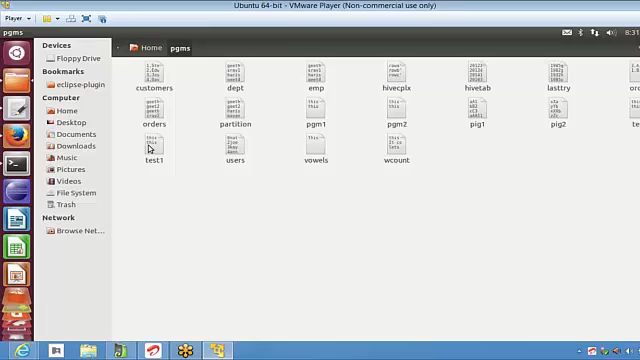 Ubuntu 64-bit - VMware Player (Non-commercial use only)
Player
pgms
8:31
Devices
Floppy Drive
Bookmarks
eclipse-plugin
Computer
Home
Desktop
Documents
Downloads
Music
Pictures
Videos
File System
Trash
Network
Browse Net...
Home pgms
customers dept emp hivecplx hivetab lasttry
orders partition pgm1 pgm2 pig1 pig2
test1 users vowels wcount